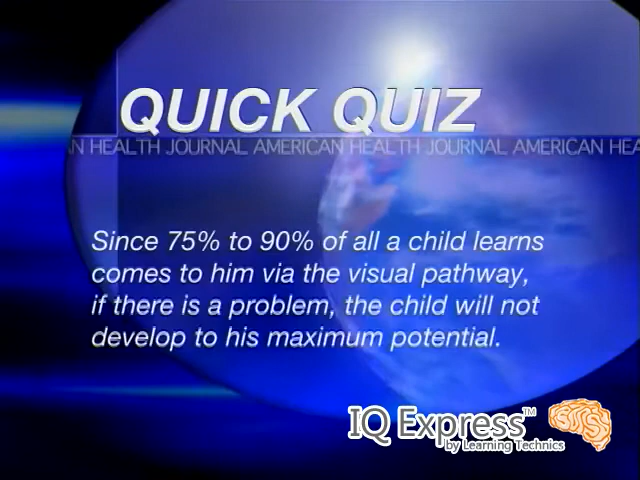 QUICK QUIZ
N HEALTH JOURNAL AMERICAN HEALTH JOURNAL AMERICAN HEA
Since 75% to 90% of all a child learns
comes to him via the visual pathway,
if there is a problem, the child will not
develop to his maximum potential.
IQ Express™
by Learning Technics